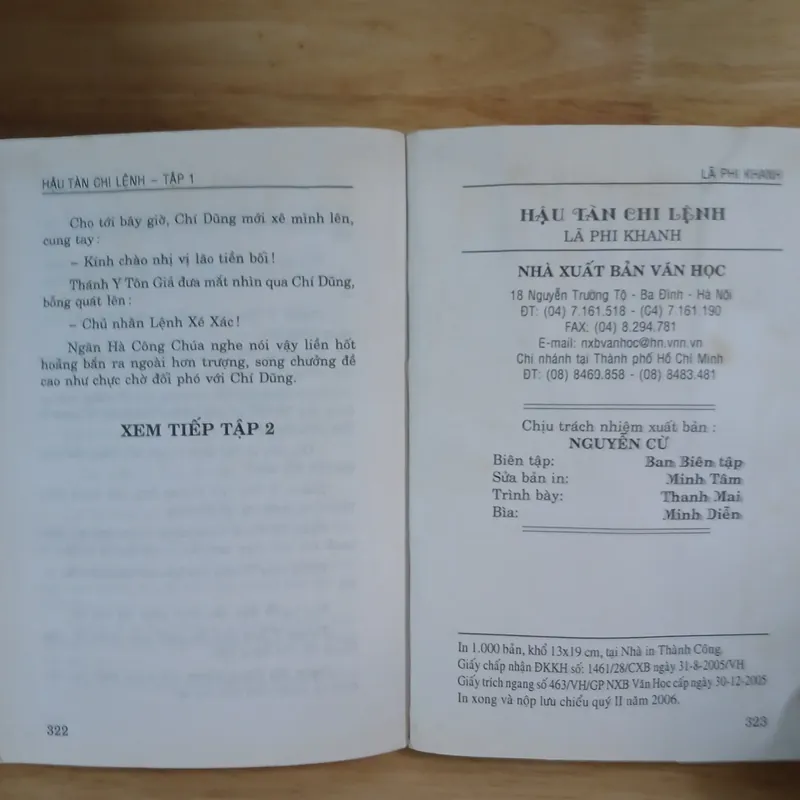 HẬU TÀN CHI LỆNH – TẬP 1
Cho tới bây giờ, Chí Dũng mới xê mình lên,
cung tay:
– Kính chào nhị vị lão tiền bối!
Thánh Y Tôn Giả đưa mắt nhìn qua Chí Dũng,
bỗng quát lên:
– Chủ nhân Lệnh Xé Xác!
Ngân Hà Công Chúa nghe nói vậy liền hốt
hoảng bắn ra ngoài hơn trượng, song chưởng đề
cao như chực chờ đối phó với Chí Dũng.
XEM TIẾP TẬP 2
322
LÃ PHI KHANH
HẬU TÀN CHI LỆNH
LÃ PHI KHANH
NHÀ XUẤT BẢN VĂN HỌC
18 Nguyễn Trường Tộ - Ba Đình - Hà Nội
ĐT: (04) 7.161.518 - (04) 7.161.190
FAX: (04) 8.294.781
E-mail: nxbvanhoc@hn.vnn.vn
Chi nhánh tại Thành phố Hồ Chí Minh
ĐT: (08) 8469.858 - (08) 8483.481
Chịu trách nhiệm xuất bản :
NGUYỄN CỪ
Biên tập: Ban Biên tập
Sửa bản in: Minh Tâm
Trình bày: Thanh Mai
Bìa: Minh Diễn
In 1.000 bản, khổ 13x19 cm, tại Nhà in Thành Công.
Giấy chấp nhận ĐKKH số: 1461/28/CXB ngày 31-8-2005/VH
Giấy trích ngang số 463/VH/GP NXB Văn Học cấp ngày 30-12-2005
In xong và nộp lưu chiểu quý II năm 2006.
323